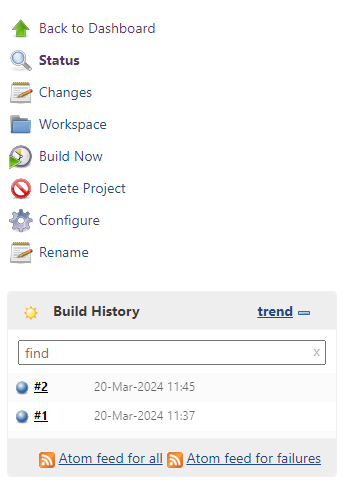 Back to Dashboard
Status
Changes
Workspace
Build Now
Delete Project
Configure
Rename
Build History trend
find x
#2 20-Mar-2024 11:45
#1 20-Mar-2024 11:37
Atom feed for all Atom feed for failures